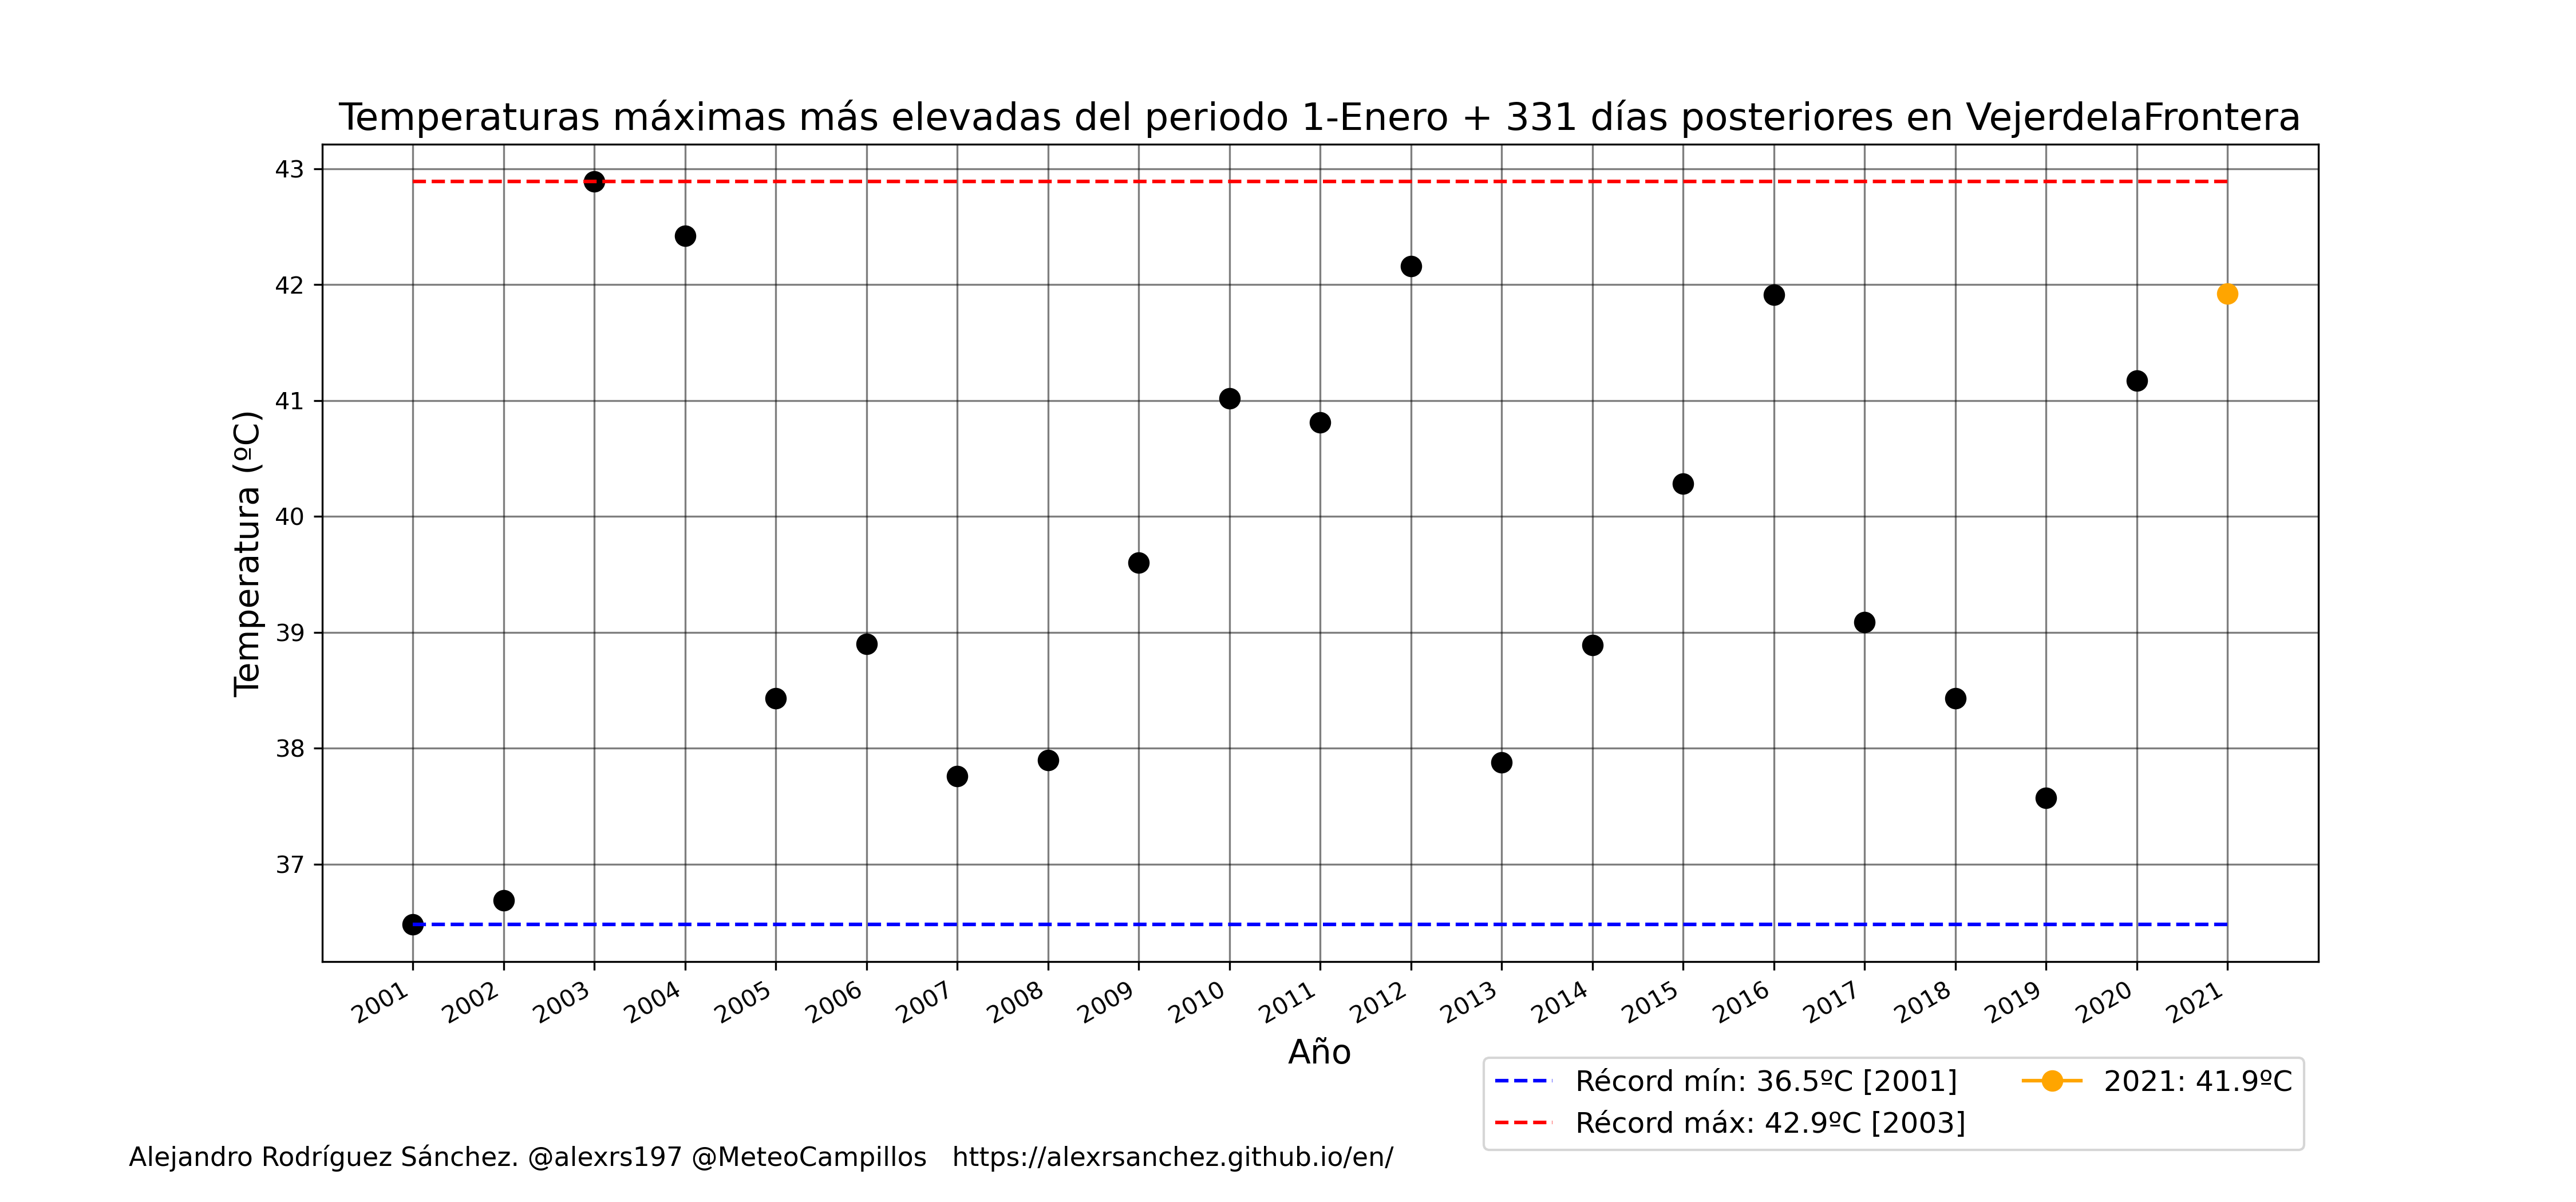 Temperaturas máximas más elevadas del periodo 1-Enero + 331 días posteriores en VejerdelaFrontera
43
42
41
40
39
38
37
Temperatura (ºC)
2001 2002 2003 2004 2005 2006 2007 2008 2009 2010 2011 2012 2013 2014 2015 2016 2017 2018 2019 2020 2021
Año
Récord mín: 36.5ºC [2001]
Récord máx: 42.9ºC [2003]
2021: 41.9ºC
Alejandro Rodríguez Sánchez. @alexrs197 @MeteoCampillos https://alexrsanchez.github.io/en/